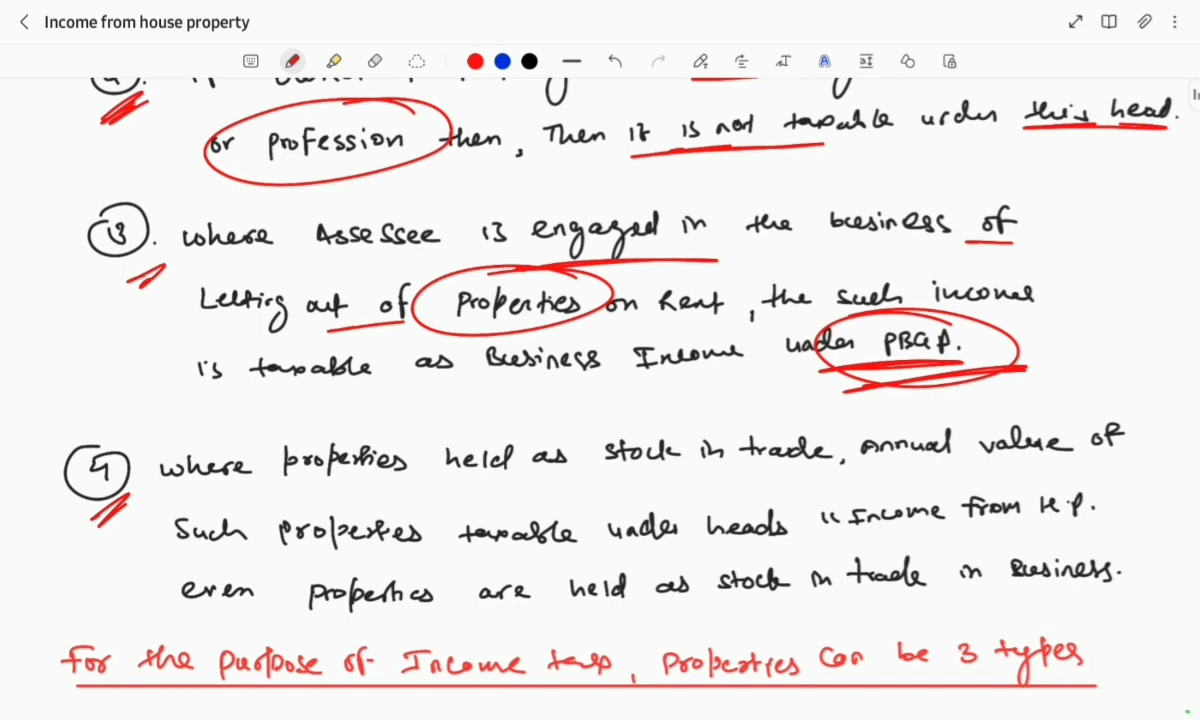 Income from house property
or profession then, Then it is not taxable under this head.
3. where Assessee is engaged in the business of
Letting out of Properties on Rent, the such income
is taxable as Business Income under PBGP.
4 where properties held as stock in trade, Annual value of
Such properties taxable under heads "Income from H.P.
even properties are held as stock in trade in Business.
For the purpose of Income tax, Properties can be 3 types